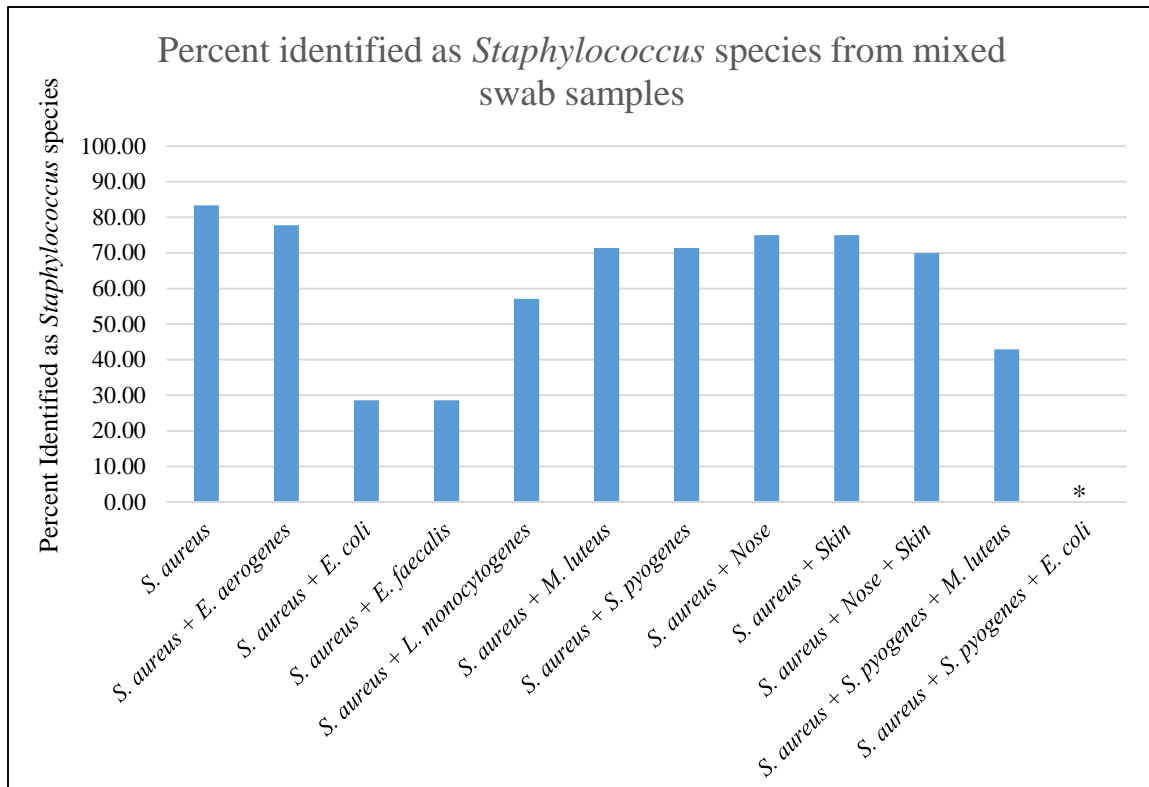 Percent identified as Staphylococcus species from mixed
swab samples
Percent Identified as Staphylococcus species
100.00
90.00
80.00
70.00
60.00
50.00
40.00
30.00
20.00
10.00
0.00
*
S. aureus
S. aureus + E. aerogenes
S. aureus + E. coli
S. aureus + E. faecalis
S. aureus + L. monocytogenes
S. aureus + M. luteus
S. aureus + S. pyogenes
S. aureus + Nose
S. aureus + Skin
S. aureus + Nose + Skin
S. aureus + S. pyogenes + M. luteus
S. aureus + S. pyogenes + E. coli